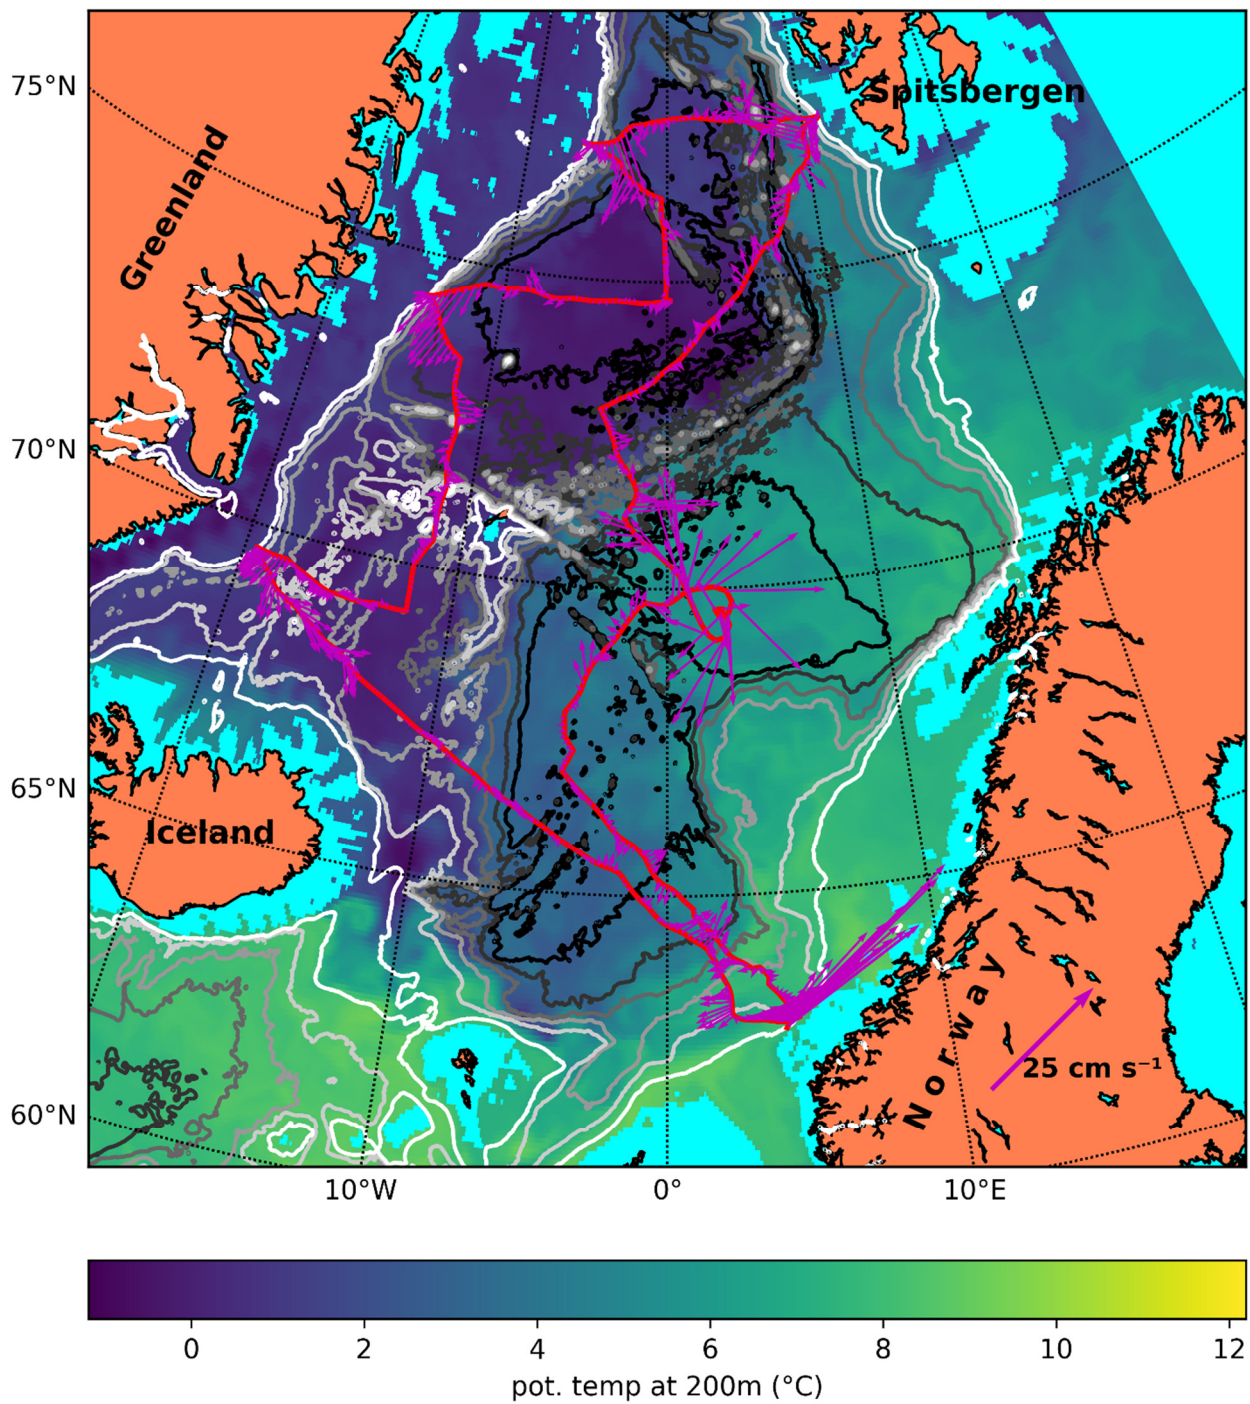 75°N
Spitsbergen
Greenland
70°N
65°N
Iceland
Norway
25 cm s⁻¹
60°N
10°W
0°
10°E
0
2
4
6
8
10
12
pot. temp at 200m (°C)